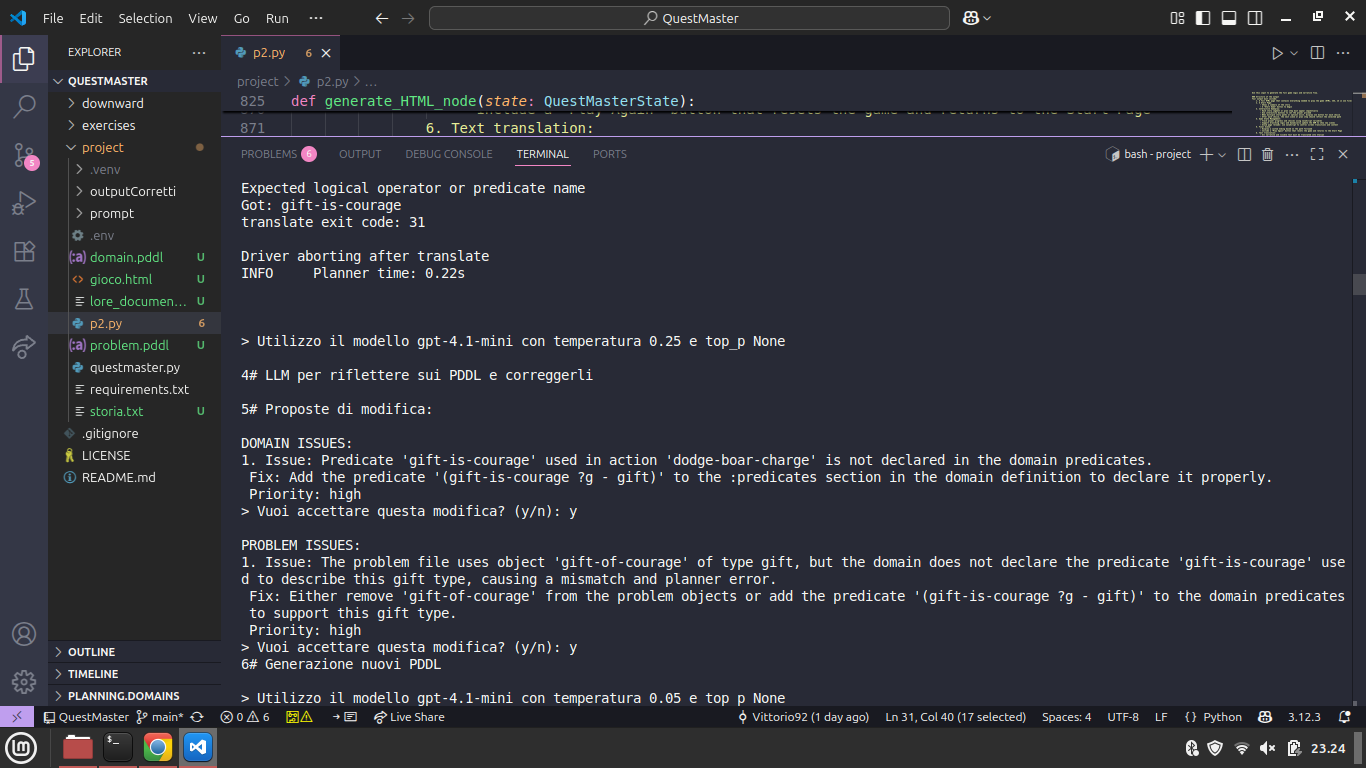 File Edit Selection View Go Run ···
QuestMaster
EXPLORER
QUESTMASTER
downward
exercises
project
.venv
outputCorretti
prompt
.env
domain.pddl U
gioco.html U
lore_documen... U
p2.py 6
problem.pddl U
questmaster.py
requirements.txt
storia.txt U
.gitignore
LICENSE
README.md
OUTLINE
TIMELINE
PLANNING.DOMAINS
5
p2.py 6
project > p2.py > ...
825 def generate_HTML_node(state: QuestMasterState):
871 6. Text translation:
PROBLEMS 6 OUTPUT DEBUG CONSOLE TERMINAL PORTS
bash - project
Expected logical operator or predicate name
Got: gift-is-courage
translate exit code: 31
Driver aborting after translate
INFO Planner time: 0.22s
> Utilizzo il modello gpt-4.1-mini con temperatura 0.25 e top_p None
4# LLM per riflettere sui PDDL e correggerli
5# Proposte di modifica:
DOMAIN ISSUES:
1. Issue: Predicate 'gift-is-courage' used in action 'dodge-boar-charge' is not declared in the domain predicates.
Fix: Add the predicate '(gift-is-courage ?g - gift)' to the :predicates section in the domain definition to declare it properly.
Priority: high
> Vuoi accettare questa modifica? (y/n): y
PROBLEM ISSUES:
1. Issue: The problem file uses object 'gift-of-courage' of type gift, but the domain does not declare the predicate 'gift-is-courage' use
d to describe this gift type, causing a mismatch and planner error.
Fix: Either remove 'gift-of-courage' from the problem objects or add the predicate '(gift-is-courage ?g - gift)' to the domain predicates
to support this gift type.
Priority: high
> Vuoi accettare questa modifica? (y/n): y
6# Generazione nuovi PDDL
> Utilizzo il modello gpt-4.1-mini con temperatura 0.05 e top_p None
QuestMaster main* 0 6 Live Share Vittorio92 (1 day ago) Ln 31, Col 40 (17 selected) Spaces: 4 UTF-8 LF {} Python 3.12.3
23.24